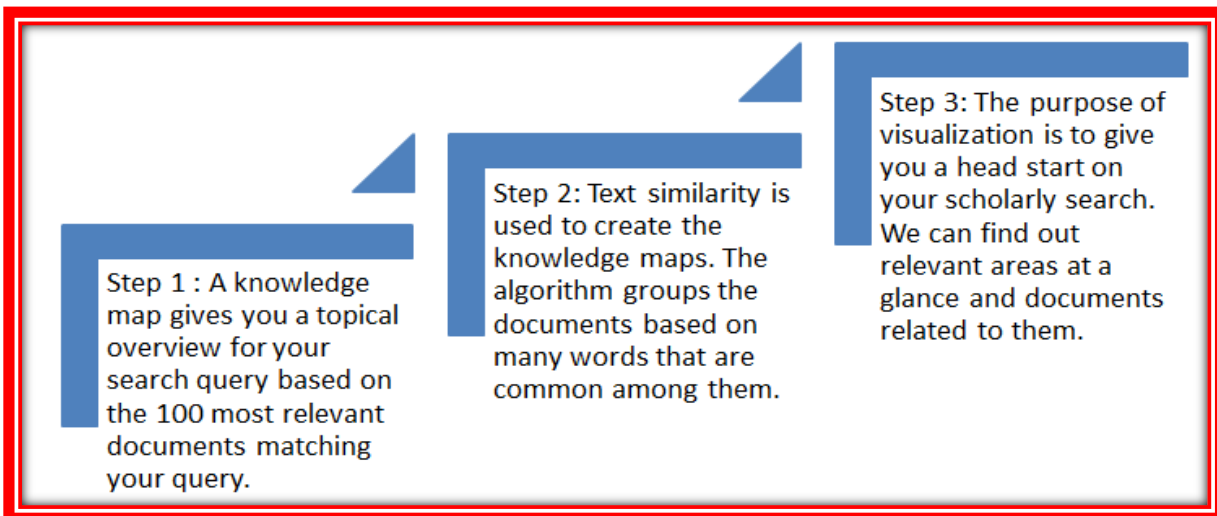 Step 1 : A knowledge
map gives you a topical
overview for your
search query based on
the 100 most relevant
documents matching
your query.
Step 2: Text similarity is
used to create the
knowledge maps. The
algorithm groups the
documents based on
many words that are
common among them.
Step 3: The purpose of
visualization is to give
you a head start on
your scholarly search.
We can find out
relevant areas at a
glance and documents
related to them.